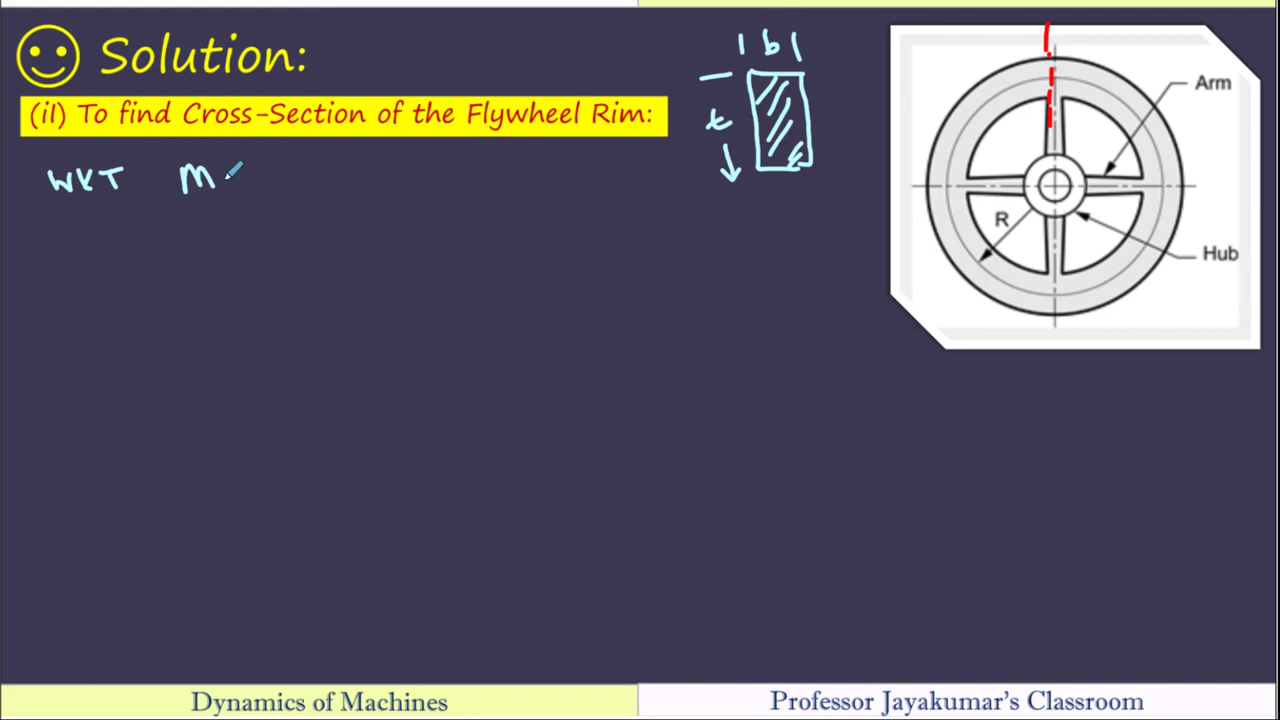 Solution:
(ii) To find Cross-Section of the Flywheel Rim:
WKT M
b
t
Arm
R
Hub
Dynamics of Machines
Professor Jayakumar's Classroom